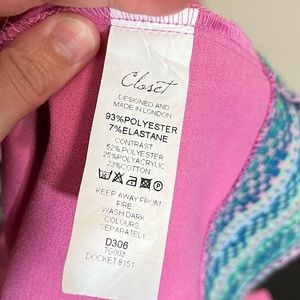 Closet
DESIGNED AND
MADE IN LONDON
93%POLYESTER
7%ELASTANE
CONTRAST
52%POLYESTER
25%POLYACRYLIC
23%COTTON
KEEP AWAY FROM
FIRE
WASH DARK
COLOURS
SEPARATELY.
D306
TG003
DOCKET 8151